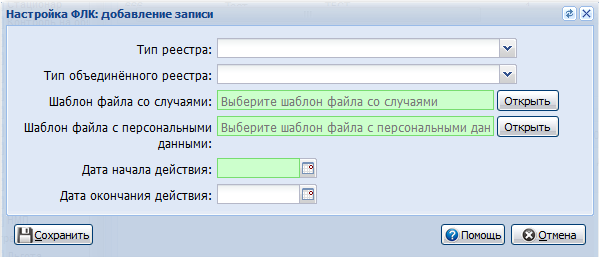 Настройка ФЛК: добавление записи
Тип реестра:
Тип объединённого реестра:
Шаблон файла со случаями: Выберите шаблон файла со случаями Открыть
Шаблон файла с персональными данными: Выберите шаблон файла с персональными дан Открыть
Дата начала действия:
Дата окончания действия:
Сохранить Помощь Отмена